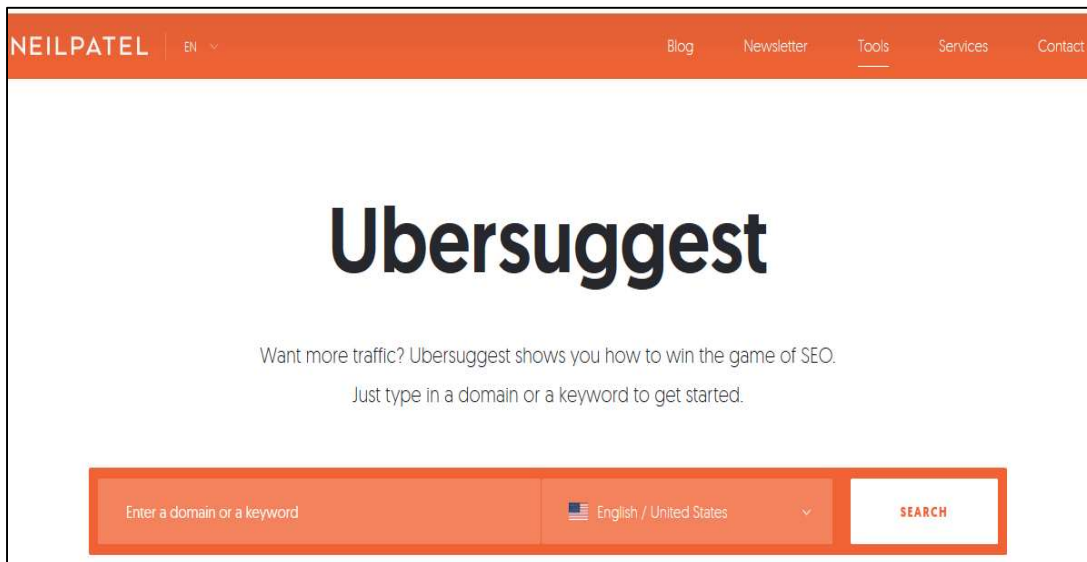 NEILPATEL EN Blog Newsletter Tools Services Contact
Ubersuggest
Want more traffic? Ubersuggest shows you how to win the game of SEO.
Just type in a domain or a keyword to get started.
Enter a domain or a keyword English / United States SEARCH